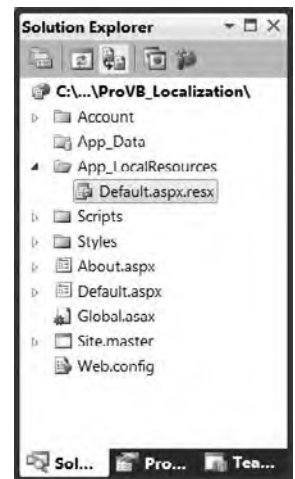 Solution Explorer
C:\...\ProVB_Localization\
Account
App_Data
App_LocalResources
Default.aspx.resx
Scripts
Styles
About.aspx
Default.aspx
Global.asax
Site.master
Web.config
Sol... Pro... Tea...